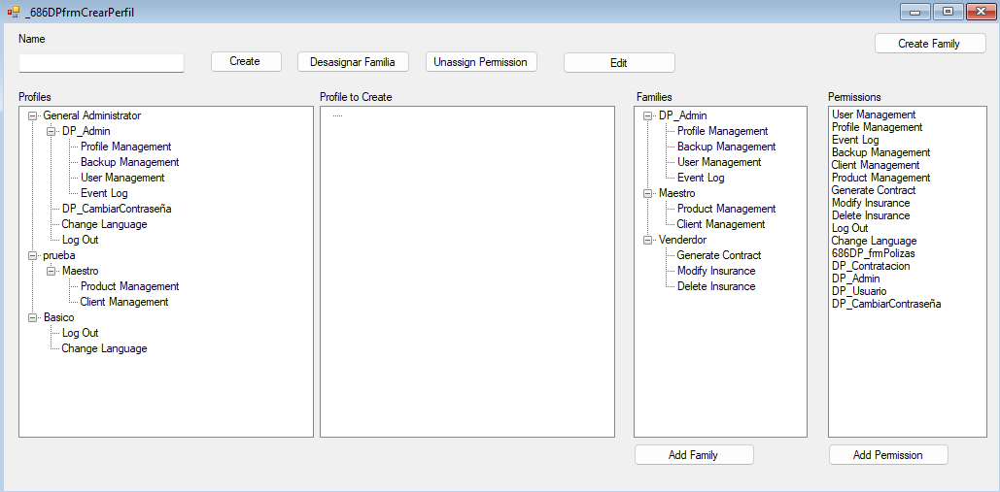 _686DPfrmCrearPerfil
Name
Create
Desasignar Familia
Unassign Permission
Edit
Create Family
Profiles
General Administrator
DP_Admin
Profile Management
Backup Management
User Management
Event Log
DP_CambiarContraseña
Change Language
Log Out
prueba
Maestro
Product Management
Client Management
Basico
Log Out
Change Language
Profile to Create
Families
DP_Admin
Profile Management
Backup Management
User Management
Event Log
Maestro
Product Management
Client Management
Venderdor
Generate Contract
Modify Insurance
Delete Insurance
Add Family
Permissions
User Management
Profile Management
Event Log
Backup Management
Client Management
Product Management
Generate Contract
Modify Insurance
Delete Insurance
Log Out
Change Language
686DP_frmPolizas
DP_Contratacion
DP_Admin
DP_Usuario
DP_CambiarContraseña
Add Permission